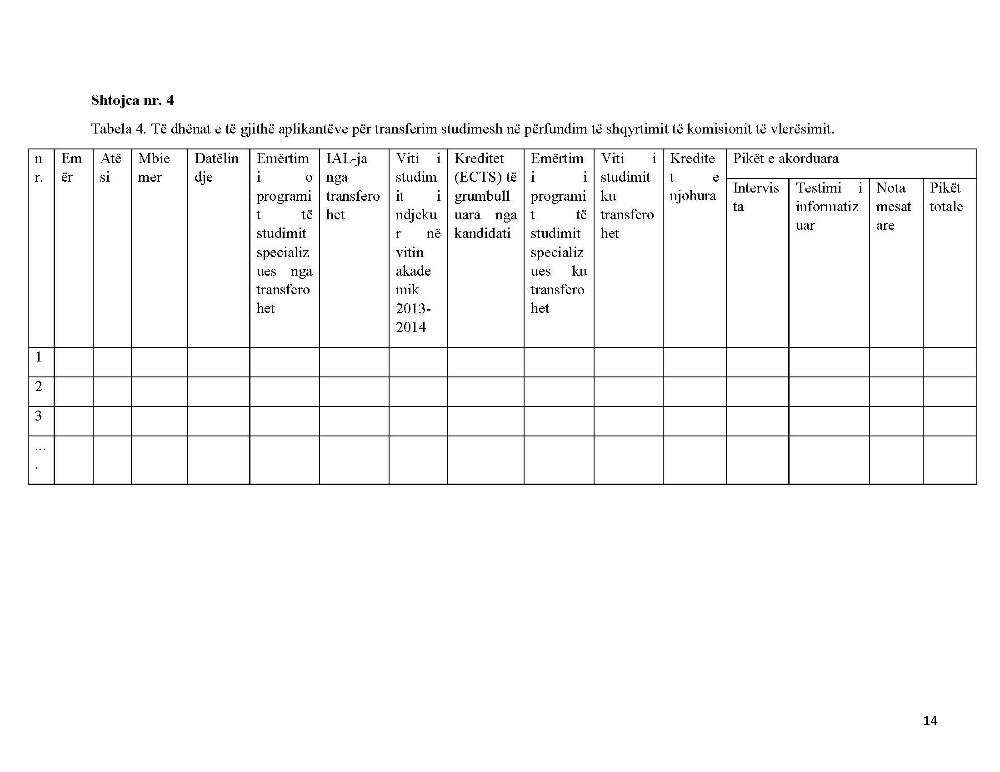 Shtojca nr. 4
Tabela 4. Të dhënat e të gjithë aplikantëve për transferim studimesh në përfundim të shqyrtimit të komisionit të vlerësimit.
n
r.
Em
ër
Atë
si
Mbie
mer
Datëlin
dje
Emërtim
i o
programi
t të
studimit
specializ
ues nga
transfero
het
IAL-ja
nga
transfero
het
Viti i
studim
it i
ndjeku
r në
vitin
akade
mik
2013-
2014
Kreditet
(ECTS) të
grumbull
uara nga
kandidati
Emërtim
i i
programi
t të
studimit
specializ
ues ku
transfero
het
Viti i
studimit
ku
transfero
het
Kredite
t e
njohura
Pikët e akorduara
Intervis
ta
Testimi i
informatiz
uar
Nota
mesat
are
Pikët
totale
1
2
3
...
.
14